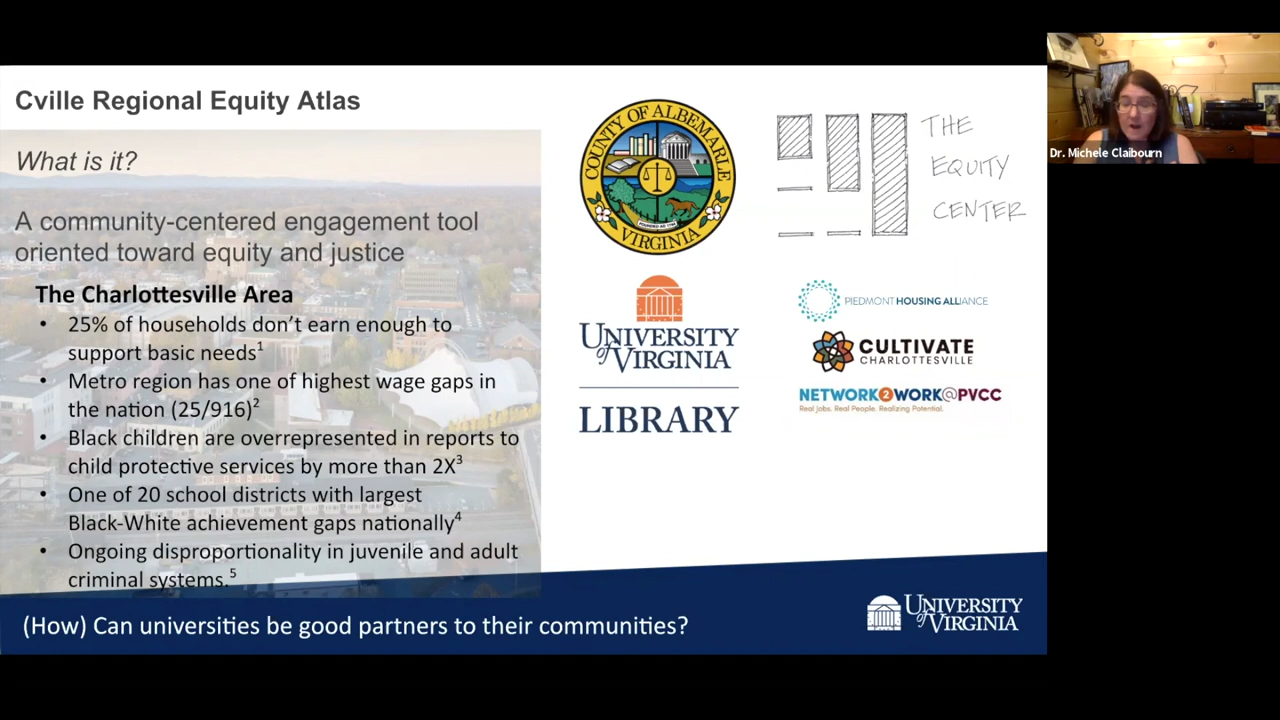 Cville Regional Equity Atlas
What is it?
A community-centered engagement tool
oriented toward equity and justice
The Charlottesville Area
• 25% of households don’t earn enough to
support basic needs1
• Metro region has one of highest wage gaps in
the nation (25/916)2
• Black children are overrepresented in reports to
child protective services by more than 2X3
• One of 20 school districts with largest
Black-White achievement gaps nationally4
• Ongoing disproportionality in juvenile and adult
criminal systems.5
COUNTY OF ALBEMARLE
VIRGINIA
THE
EQUITY
CENTER
UNIVERSITY
of VIRGINIA
LIBRARY
PIEDMONT HOUSING ALLIANCE
CULTIVATE
CHARLOTTESVILLE
NETWORK2WORK@PVCC
Real Jobs. Real People. Realizing Potential.
(How) Can universities be good partners to their communities?
UNIVERSITY
of VIRGINIA
Dr. Michele Claibourn